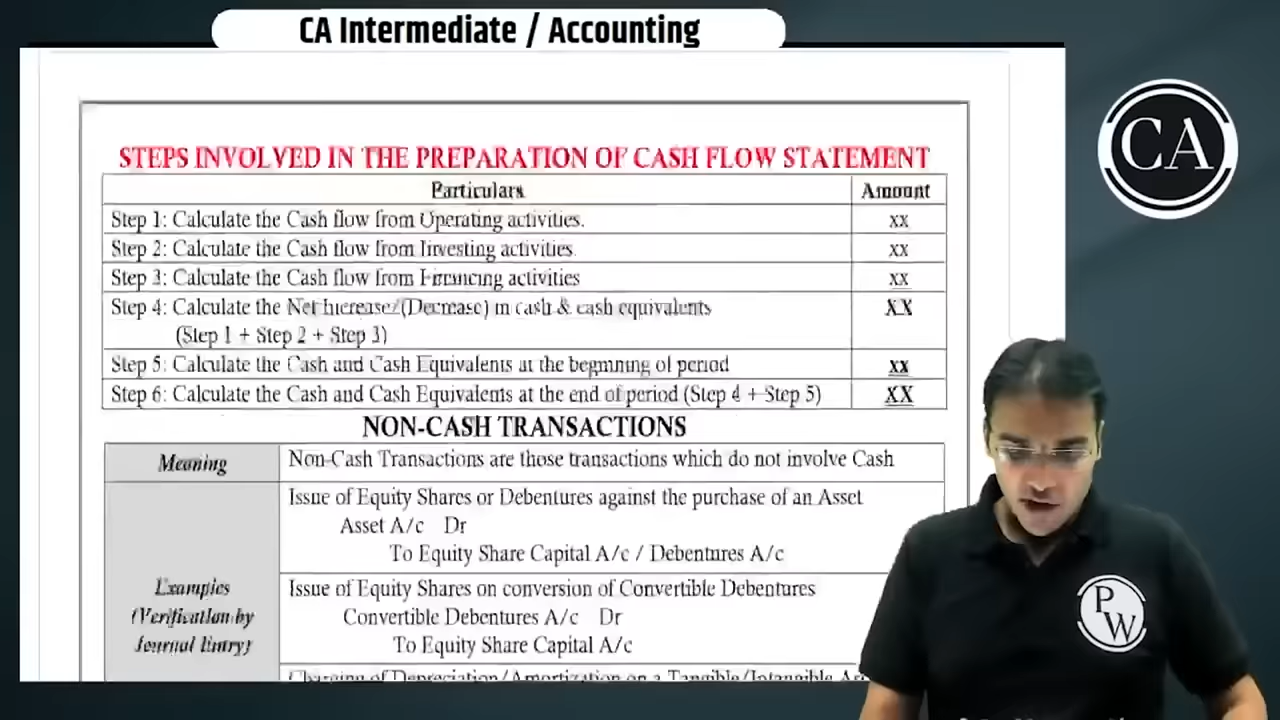 CA Intermediate / Accounting
CA
STEPS INVOLVED IN THE PREPARATION OF CASH FLOW STATEMENT
Particulars Amount
Step 1: Calculate the Cash flow from Operating activities. xx
Step 2: Calculate the Cash flow from Investing activities. xx
Step 3: Calculate the Cash flow from Financing activities xx
Step 4: Calculate the Net Increase/(Decrease) in cash & cash equivalents XX
(Step 1 + Step 2 + Step 3)
Step 5: Calculate the Cash and Cash Equivalents at the beginning of period xx
Step 6: Calculate the Cash and Cash Equivalents at the end of period (Step 4 + Step 5) XX
NON-CASH TRANSACTIONS
Meaning Non-Cash Transactions are those transactions which do not involve Cash
Issue of Equity Shares or Debentures against the purchase of an Asset
Asset A/c Dr
To Equity Share Capital A/c / Debentures A/c
Examples Issue of Equity Shares on conversion of Convertible Debentures
(Verification by Convertible Debentures A/c Dr
Journal Entry) To Equity Share Capital A/c
Charging of Depreciation/Amortization on a Tangible/Intangible
PW